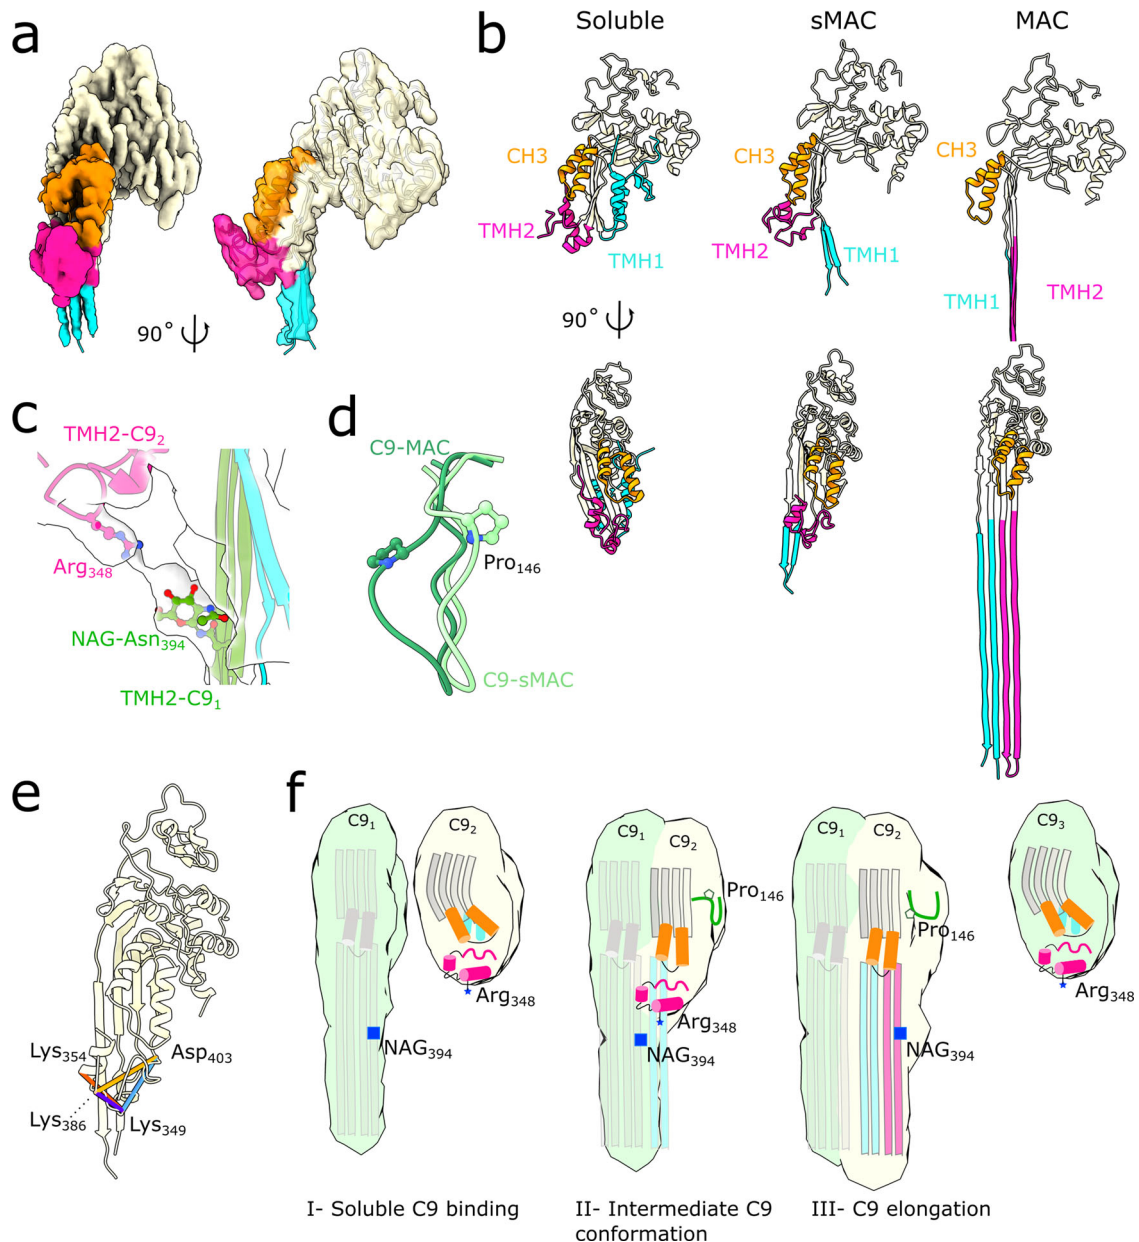 a
90°
b
Soluble
sMAC
MAC
CH3
TMH2
TMH1
CH3
TMH2
TMH1
CH3
TMH1
TMH2
90°
c
TMH2-C9₂
Arg₃₄₈
NAG-Asn₃₉₄
TMH2-C9₁
d
C9-MAC
Pro₁₄₆
C9-sMAC
e
Lys₃₅₄
Asp₄₀₃
Lys₃₈₆
Lys₃₄₉
f
C9₁
C9₂
Arg₃₄₈
NAG₃₉₄
I- Soluble C9 binding
C9₁
C9₂
Pro₁₄₆
Arg₃₄₈
NAG₃₉₄
II- Intermediate C9
conformation
C9₁
C9₂
Pro₁₄₆
NAG₃₉₄
III- C9 elongation
C9₃
Arg₃₄₈